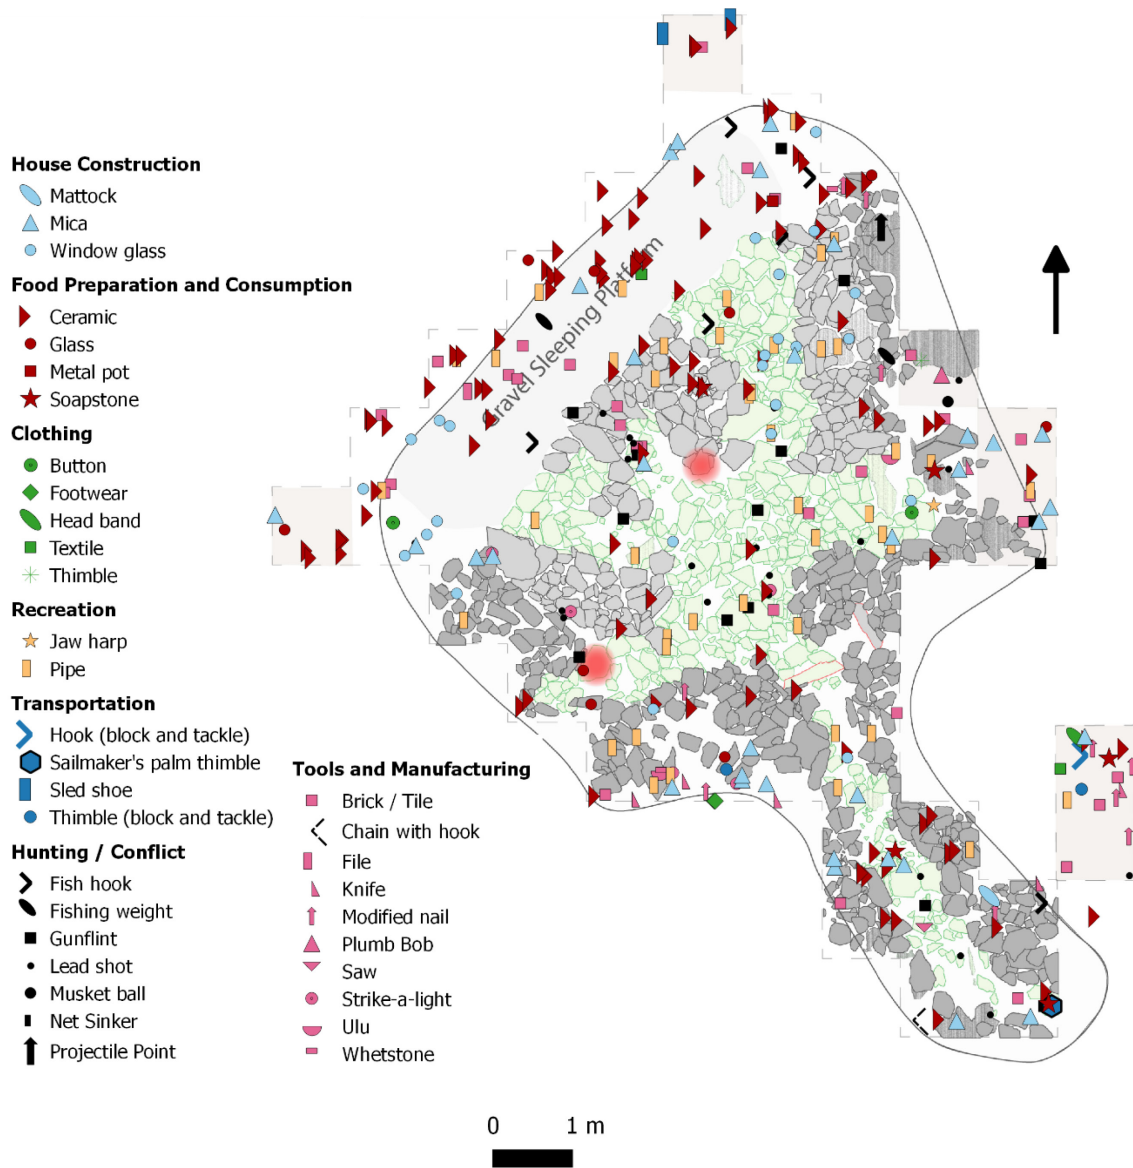 House Construction
Mattock
Mica
Window glass
Food Preparation and Consumption
Ceramic
Glass
Metal pot
Soapstone
Clothing
Button
Footwear
Head band
Textile
Thimble
Recreation
Jaw harp
Pipe
Transportation
Hook (block and tackle)
Sailmaker's palm thimble
Sled shoe
Thimble (block and tackle)
Hunting / Conflict
Fish hook
Fishing weight
Gunflint
Lead shot
Musket ball
Net Sinker
Projectile Point
Tools and Manufacturing
Brick / Tile
Chain with hook
File
Knife
Modified nail
Plumb Bob
Saw
Strike-a-light
Ulu
Whetstone
Gravel Sleeping Platform
0 1 m